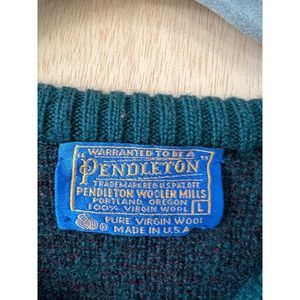 WARRANTED TO BE A
"PENDLETON"
TRADEMARK REG U.S. PAT. OFF
PENDLETON WOOLEN MILLS
PORTLAND, OREGON
100% VIRGIN WOOL L
PURE VIRGIN WOOL
MADE IN U.S.A.